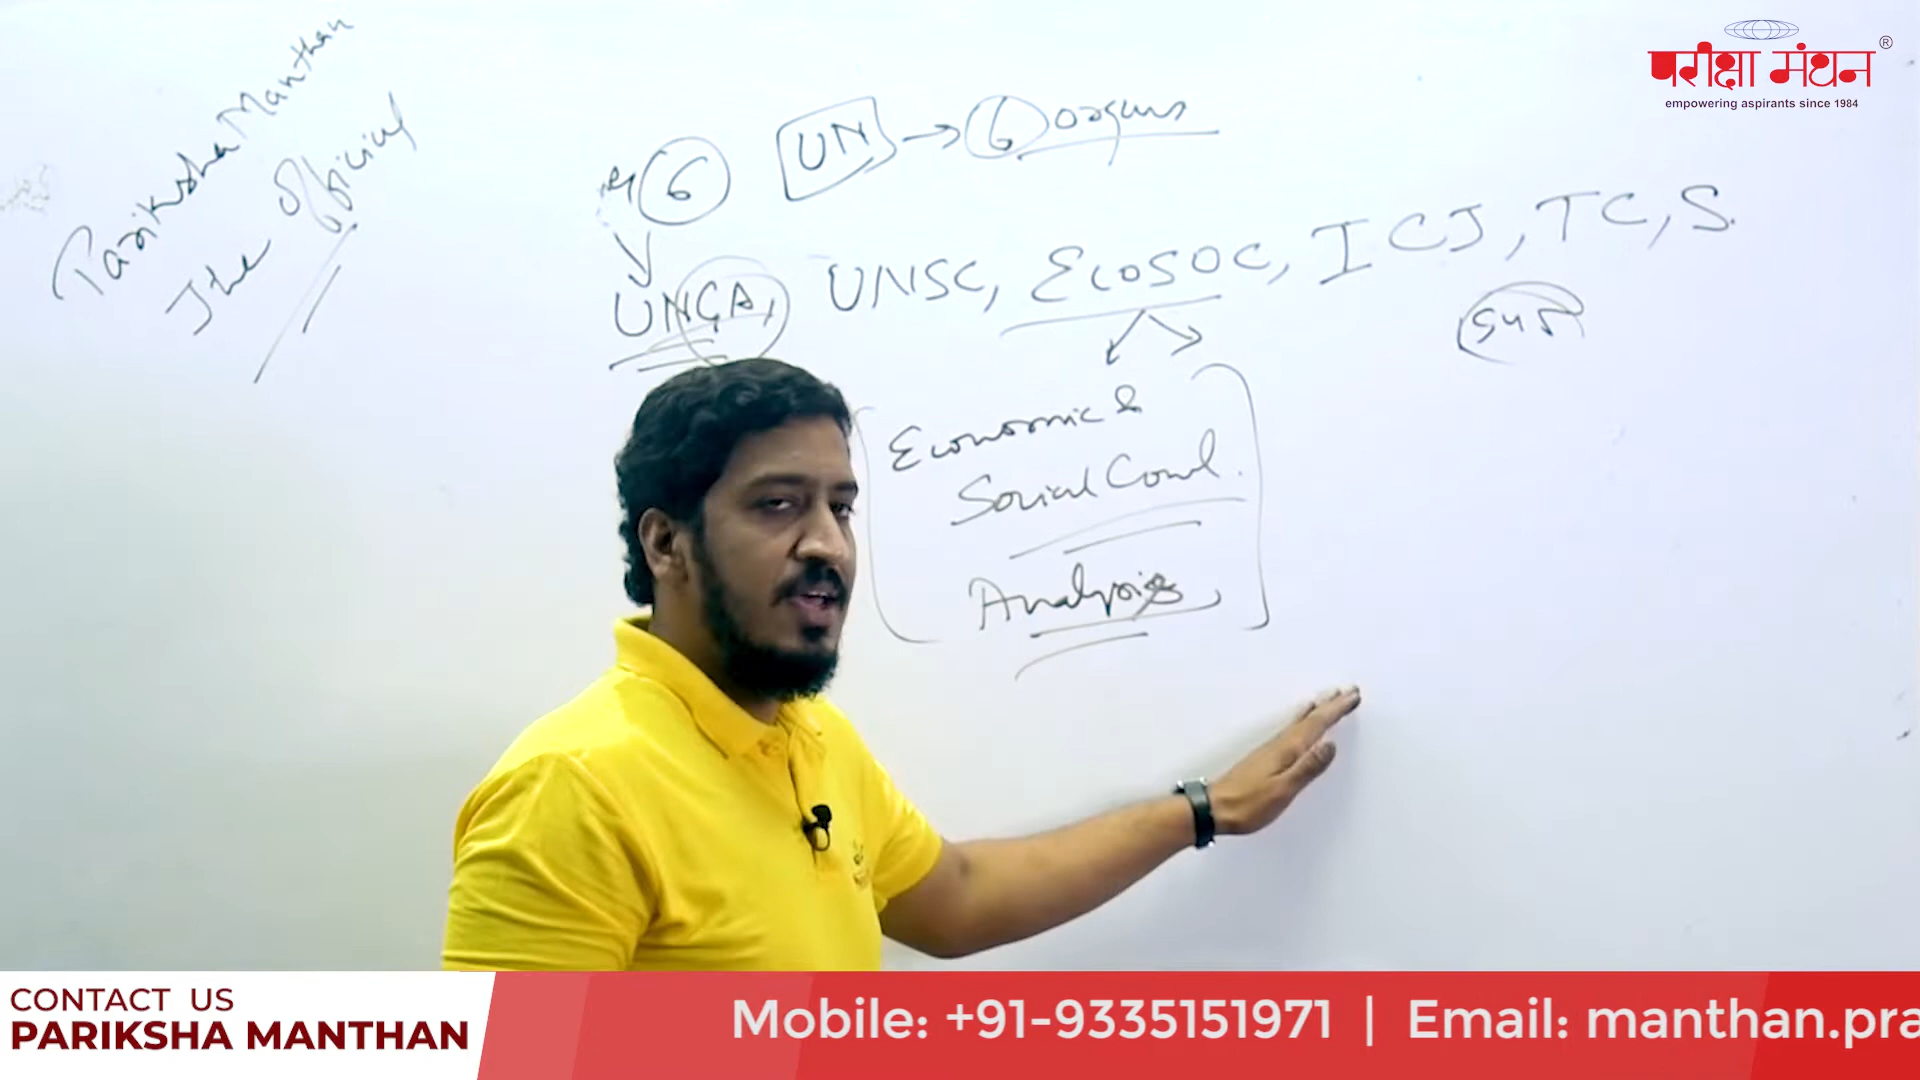 Pariksha Manthan
The Official
UN → 6 organs
6
UNGA, UNSC, ECOSOC, ICJ, TC, S.
Economic &
Social Coul.
Analysis
परीक्षा मंथन ®
empowering aspirants since 1984
CONTACT US
PARIKSHA MANTHAN
Mobile: +91-9335151971 | Email: manthan.pra